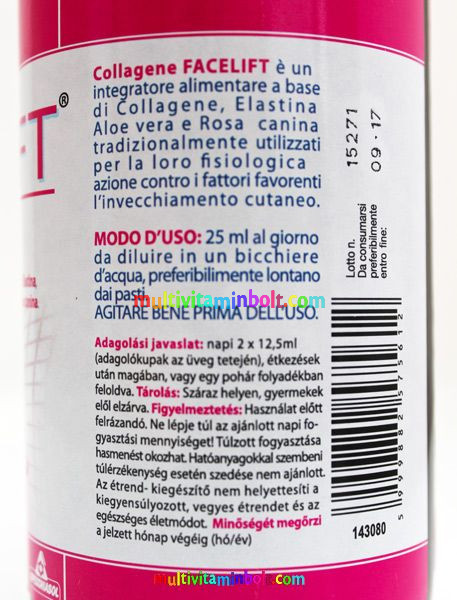 FT®
Collagene FACELIFT è un
integratore alimentare a base
di Collagene, Elastina,
Aloe vera e Rosa canina
tradizionalmente utilizzati
per la loro fisiologica
azione contro i fattori favorenti
l'invecchiamento cutaneo.
MODO D'USO: 25 ml al giorno
da diluire in un bicchiere
d'acqua, preferibilmente lontano
dai pasti.
multivitaminbolt.com
AGITARE BENE PRIMA DELL'USO.
Adagolási javaslat: napi 2 x 12,5ml
(adagolókupak az üveg tetején), étkezések
után magában, vagy egy pohár folyadékban
feloldva. Tárolás: Száraz helyen, gyermekek
elől elzárva. Figyelmeztetés: Használat előtt
felrázandó. Ne lépje túl az ajánlott napi fo-
gyasztási mennyiséget! Túlzott fogyasztása
hasmenést okozhat. Hatóanyagokkal szembeni
túlérzékenység esetén szedése nem ajánlott.
Az étrend- kiegészítő nem helyettesíti a
kiegyensúlyozott, vegyes étrendet és az
egészséges életmódot. Minőségét megőrzi
a jelzett hónap végéig (hó/év)
15271
09·17
Lotto n.
Da consumarsi
preferibilmente
entro fine:
143080
multivitaminbolt.com